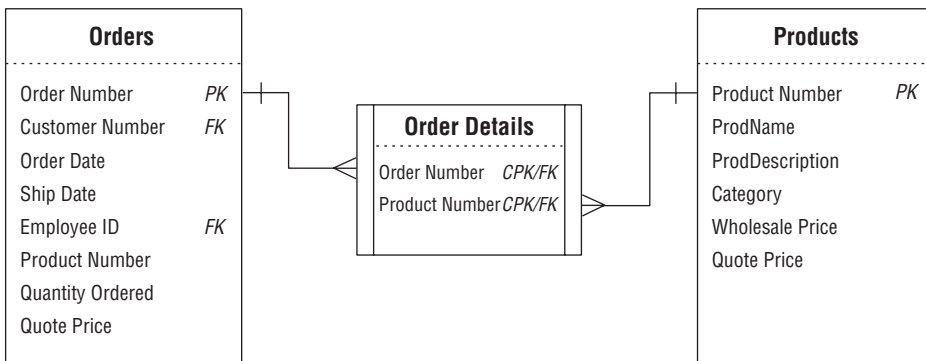 Orders
Order Number PK
Customer Number FK
Order Date
Ship Date
Employee ID FK
Product Number
Quantity Ordered
Quote Price
Order Details
Order Number CPK/FK
Product Number CPK/FK
Products
Product Number PK
ProdName
ProdDescription
Category
Wholesale Price
Quote Price